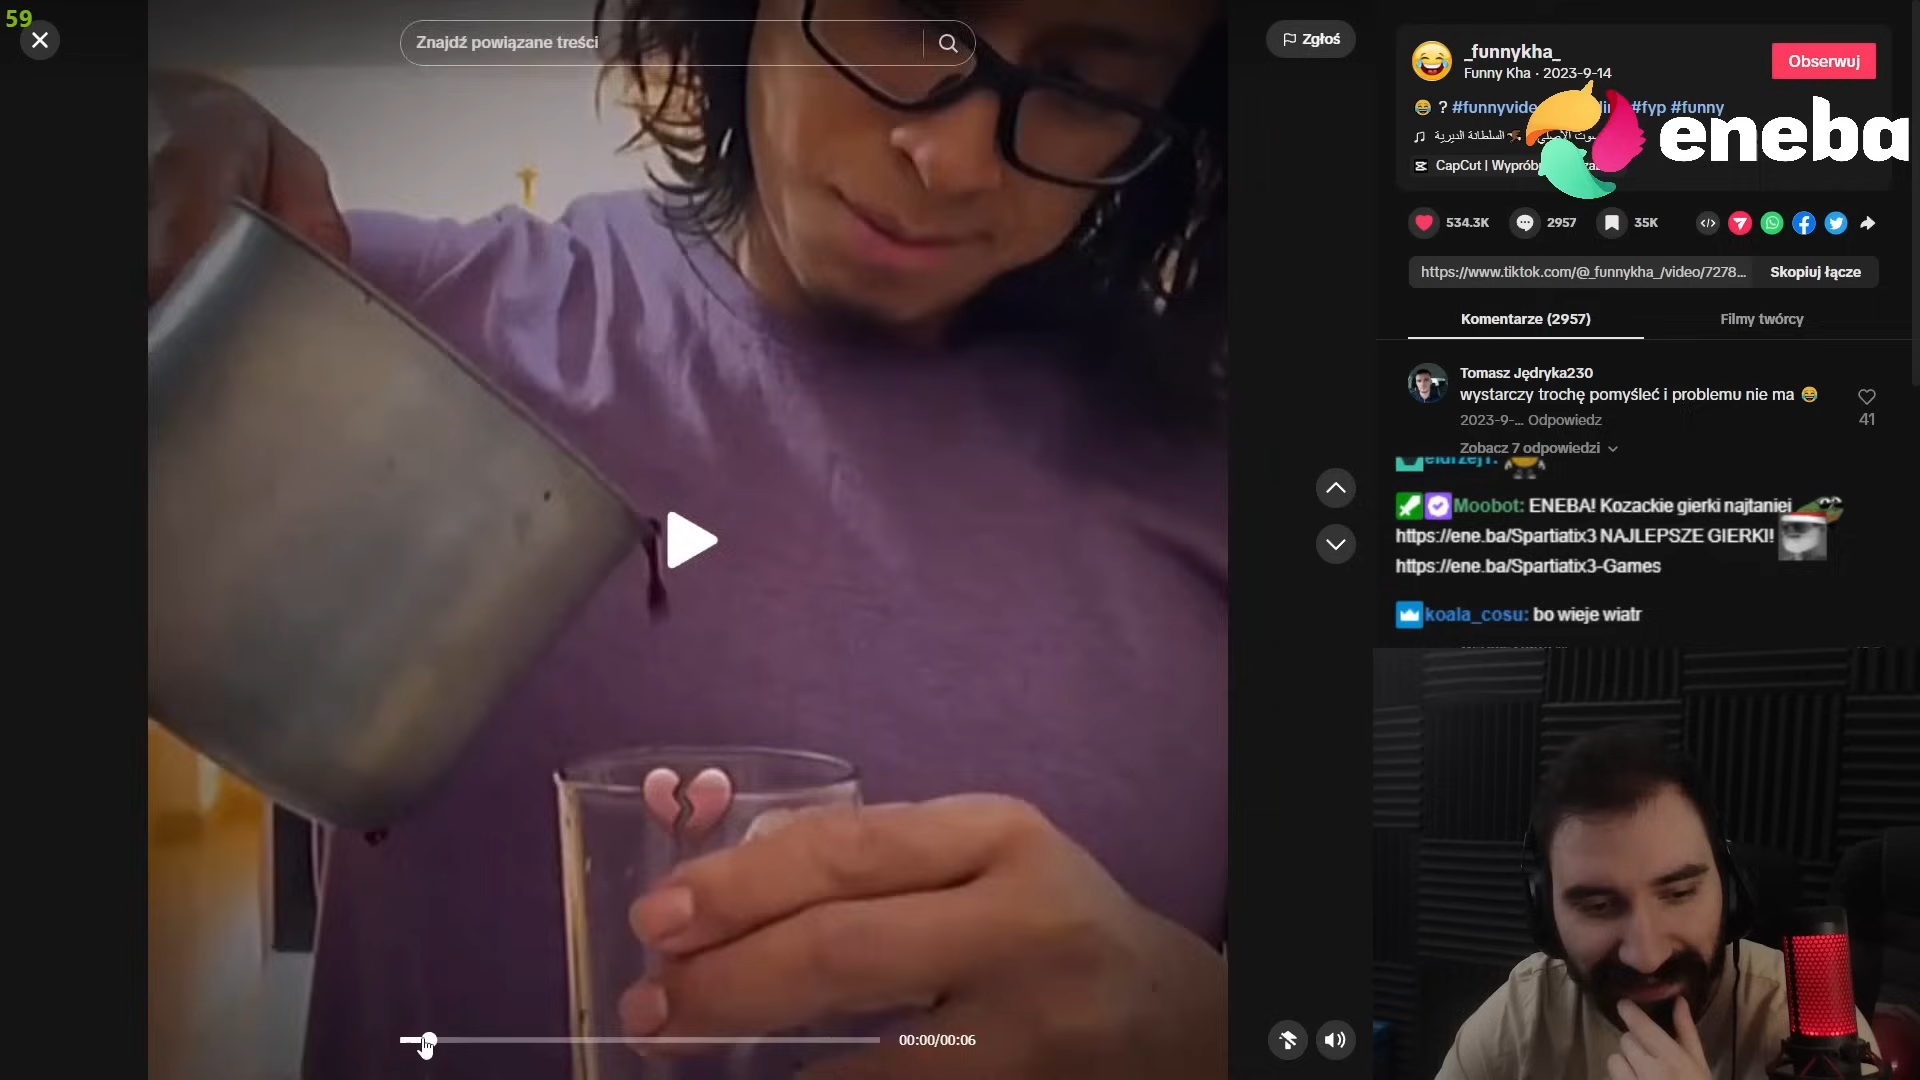 59
Znajdź powiązane treści
Zgłoś
_funnykha_
Funny Kha · 2023-9-14
Obserwuj
😂 ? #funnyvide #fyp #funny
eneba
السلطانة الديرية
CapCut | Wyprób
534.3K
2957
35K
https://www.tiktok.com/@_funnykha_/video/7278...
Skopiuj łącze
Komentarze (2957)
Filmy twórcy
Tomasz Jędryka230
wystarczy trochę pomyśleć i problemu nie ma 😂
41
2023-9-... Odpowiedz
Zobacz 7 odpowiedzi
Moobot: ENEBA! Kozackie gierki najtaniej
https://ene.ba/Spartiatix3 NAJLEPSZE GIERKI!
https://ene.ba/Spartiatix3-Games
koala_cosu: bo wieje wiatr
00:00/00:06